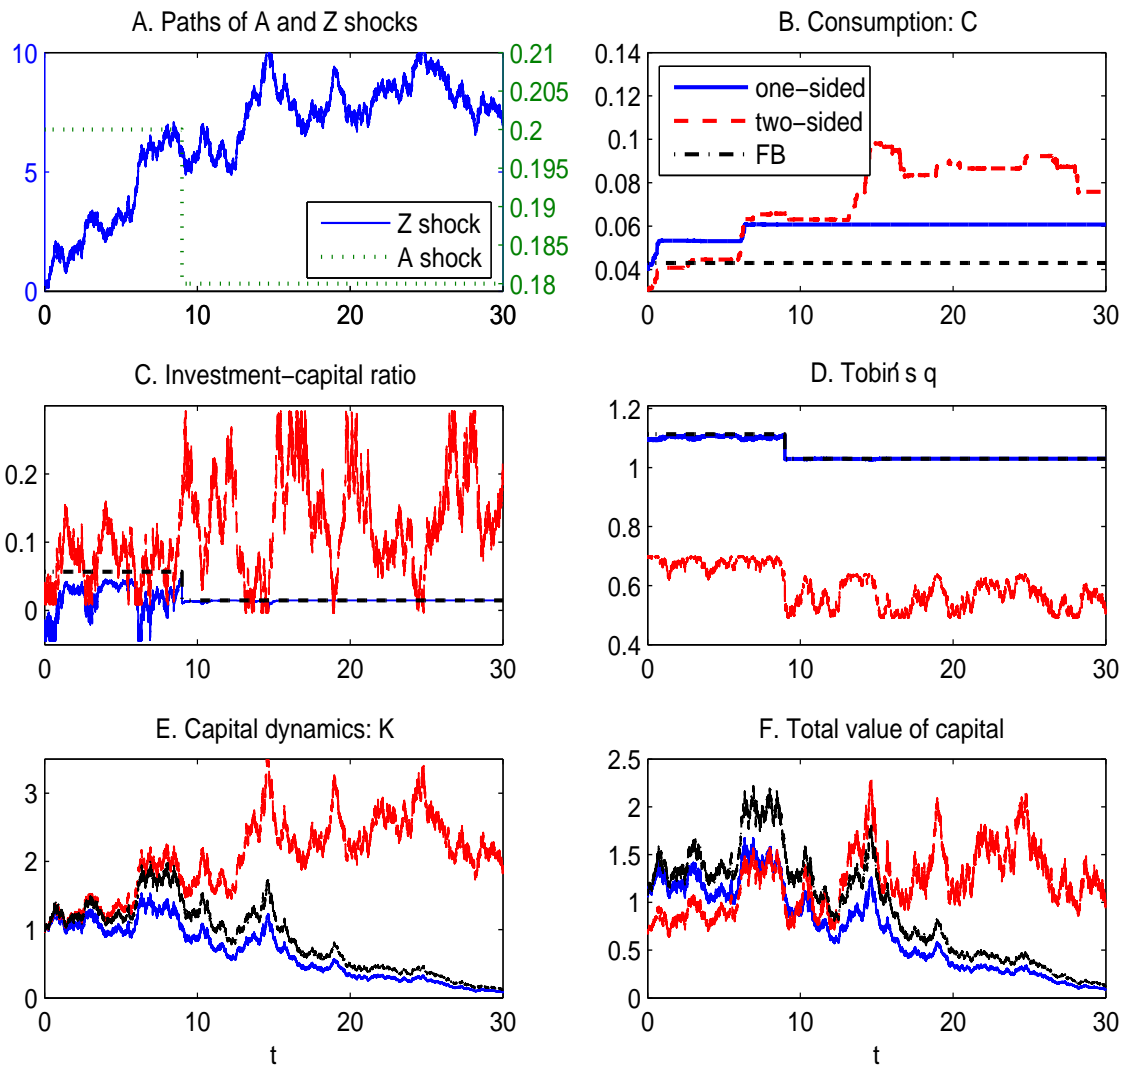 A. Paths of A and Z shocks
10
5
0
0.21
0.205
0.2
0.195
0.19
0.185
0.18
Z shock
A shock
0 10 20 30
B. Consumption: C
0.14
0.12
0.1
0.08
0.06
0.04
one−sided
two−sided
FB
0 10 20 30
C. Investment−capital ratio
0.2
0.1
0
0 10 20 30
D. Tobin´s q
1.2
1
0.8
0.6
0.4
0 10 20 30
E. Capital dynamics: K
3
2
1
0
0 10 20 30
t
F. Total value of capital
2.5
2
1.5
1
0.5
0
0 10 20 30
t